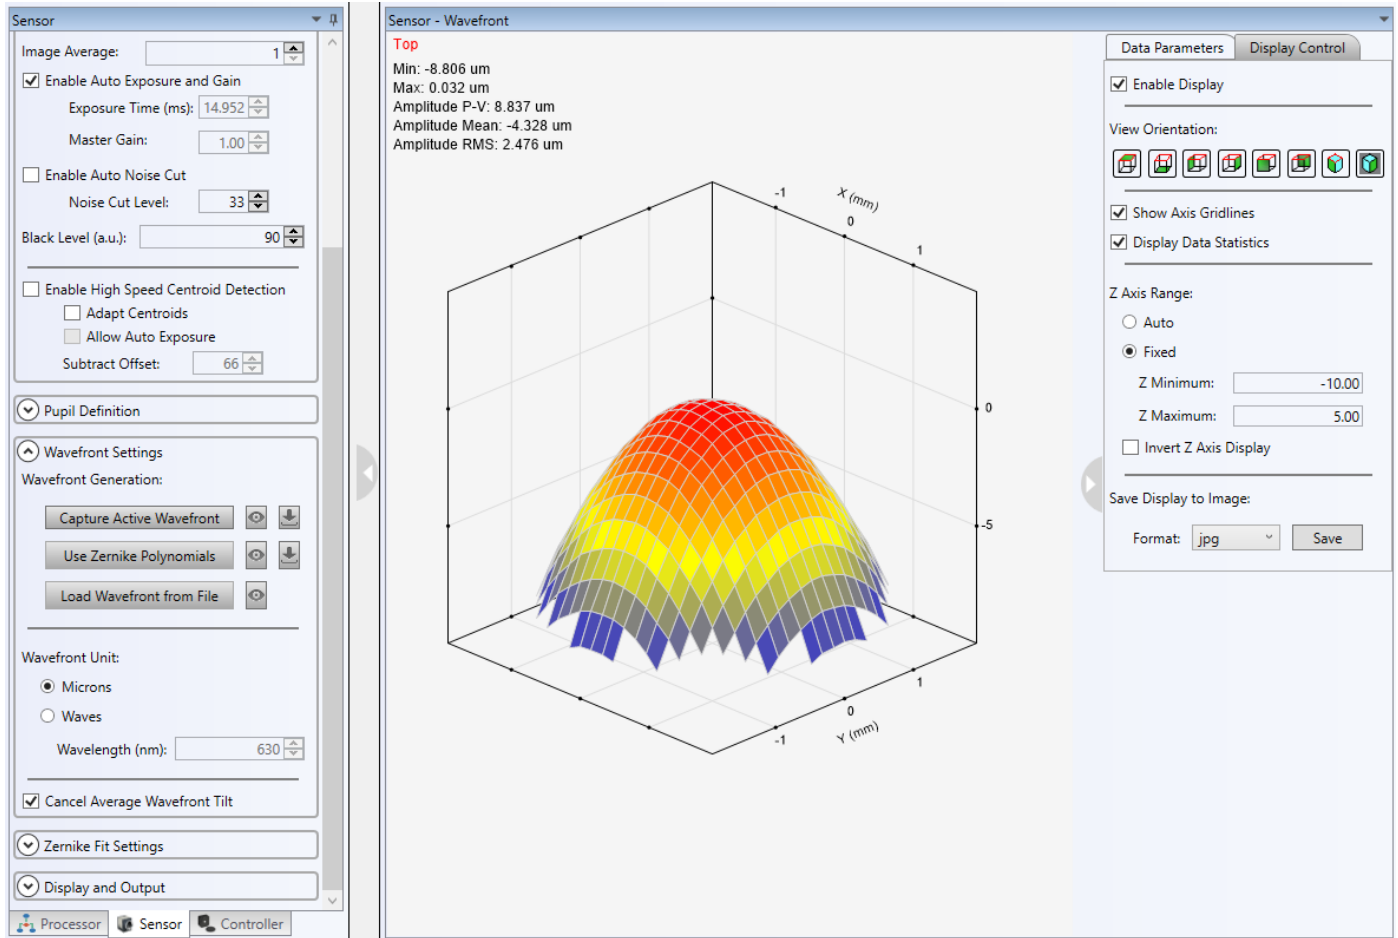 Sensor
Image Average: 1
Enable Auto Exposure and Gain
Exposure Time (ms): 14.952
Master Gain: 1.00
Enable Auto Noise Cut
Noise Cut Level: 33
Black Level (a.u.): 90
Enable High Speed Centroid Detection
Adapt Centroids
Allow Auto Exposure
Subtract Offset: 66
Pupil Definition
Wavefront Settings
Wavefront Generation:
Capture Active Wavefront
Use Zernike Polynomials
Load Wavefront from File
Wavefront Unit:
Microns
Waves
Wavelength (nm): 630
Cancel Average Wavefront Tilt
Zernike Fit Settings
Display and Output
Processor Sensor Controller
Sensor - Wavefront
Top
Min: -8.806 um
Max: 0.032 um
Amplitude P-V: 8.837 um
Amplitude Mean: -4.328 um
Amplitude RMS: 2.476 um
-1
X (mm)
0
1
0
-5
1
0
Y (mm)
-1
Data Parameters Display Control
Enable Display
View Orientation:
Show Axis Gridlines
Display Data Statistics
Z Axis Range:
Auto
Fixed
Z Minimum: -10.00
Z Maximum: 5.00
Invert Z Axis Display
Save Display to Image:
Format: jpg Save